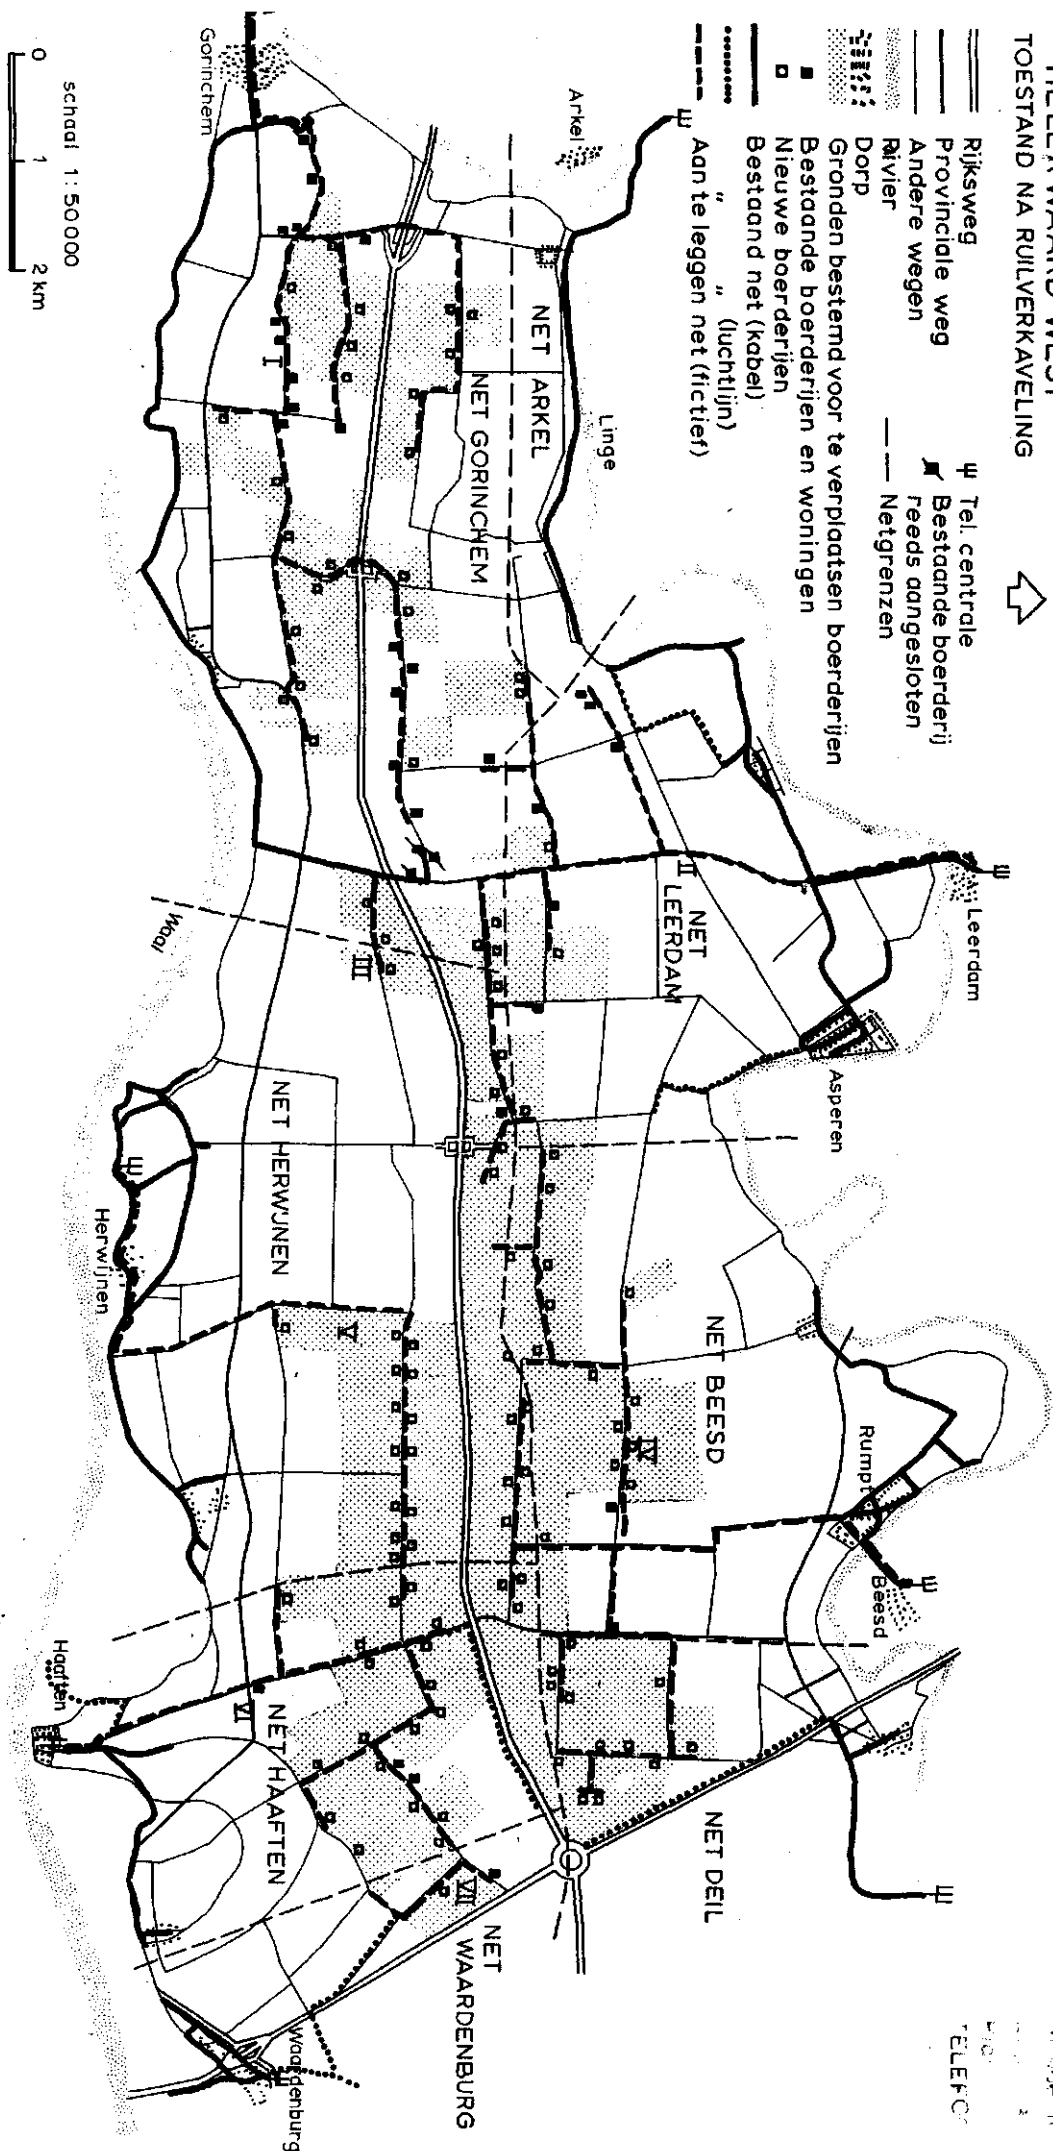 TOESTAND NA RUILVERKAVELING
Rijksweg
Provinciale weg
Andere wegen
Rivier
Dorp
Gronden bestemd voor te verplaatsen boerderijen
Bestaande boerderijen en woningen
Nieuwe boerderijen
Bestaand net (kabel)
" " (luchtlijn)
Aan te leggen net (fictief)
Tel. centrale
Bestaande boerderij
reeds aangesloten
Netgrenzen
schaal 1:50000
0 1 2 km
Gorinchem
Arkel
Linge
Leerdam
Asperen
Rumpt
Beesd
Waal
Herwijnen
Haaften
Waardenburg
NET ARKEL
NET GORINCHEM
NET
LEERDAM
NET HERWIJNEN
NET BEESD
NET HAAFTEN
NET DEIL
NET
WAARDENBURG
I
II
III
IV
V
VI
VII